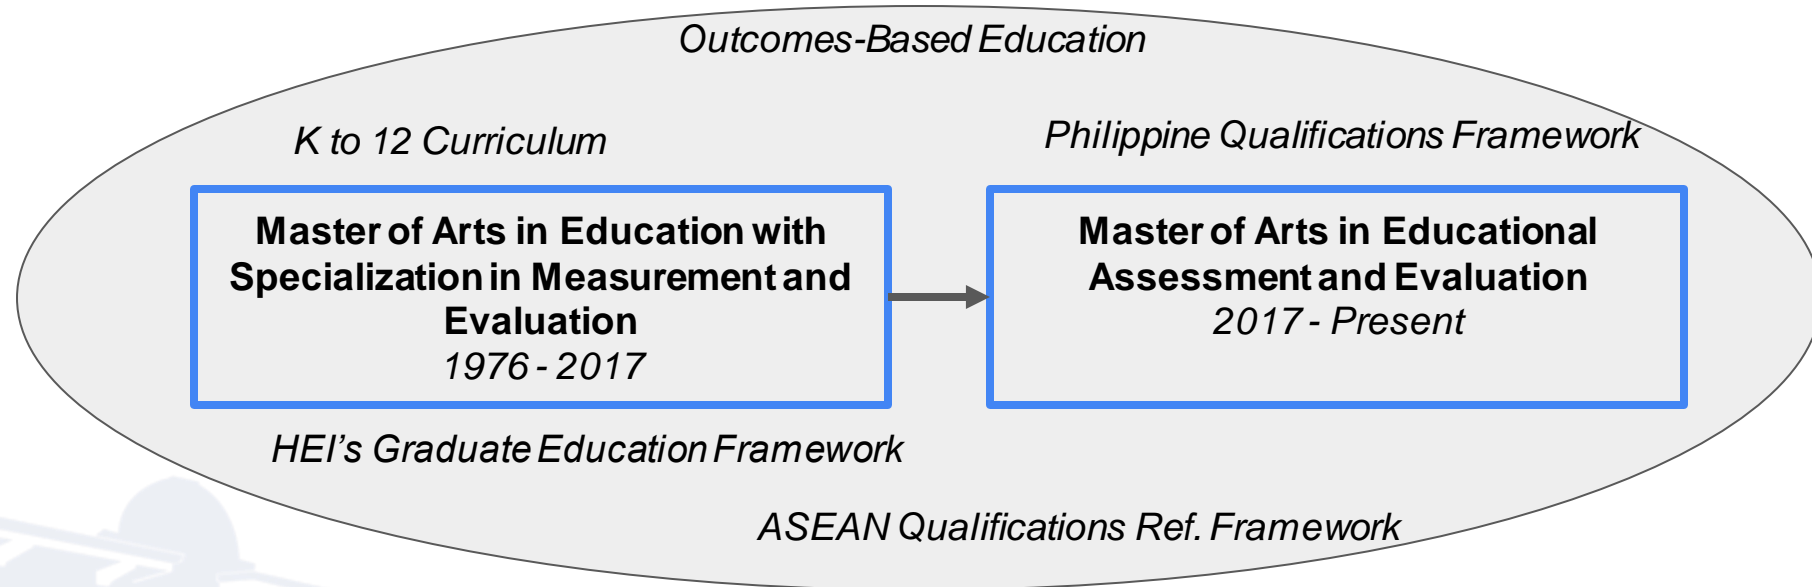 Outcomes-Based Education
K to 12 Curriculum
Philippine Qualifications Framework
Master of Arts in Education with
Specialization in Measurement and
Evaluation
1976 - 2017
Master of Arts in Educational
Assessment and Evaluation
2017 - Present
HEI’s Graduate Education Framework
ASEAN Qualifications Ref. Framework